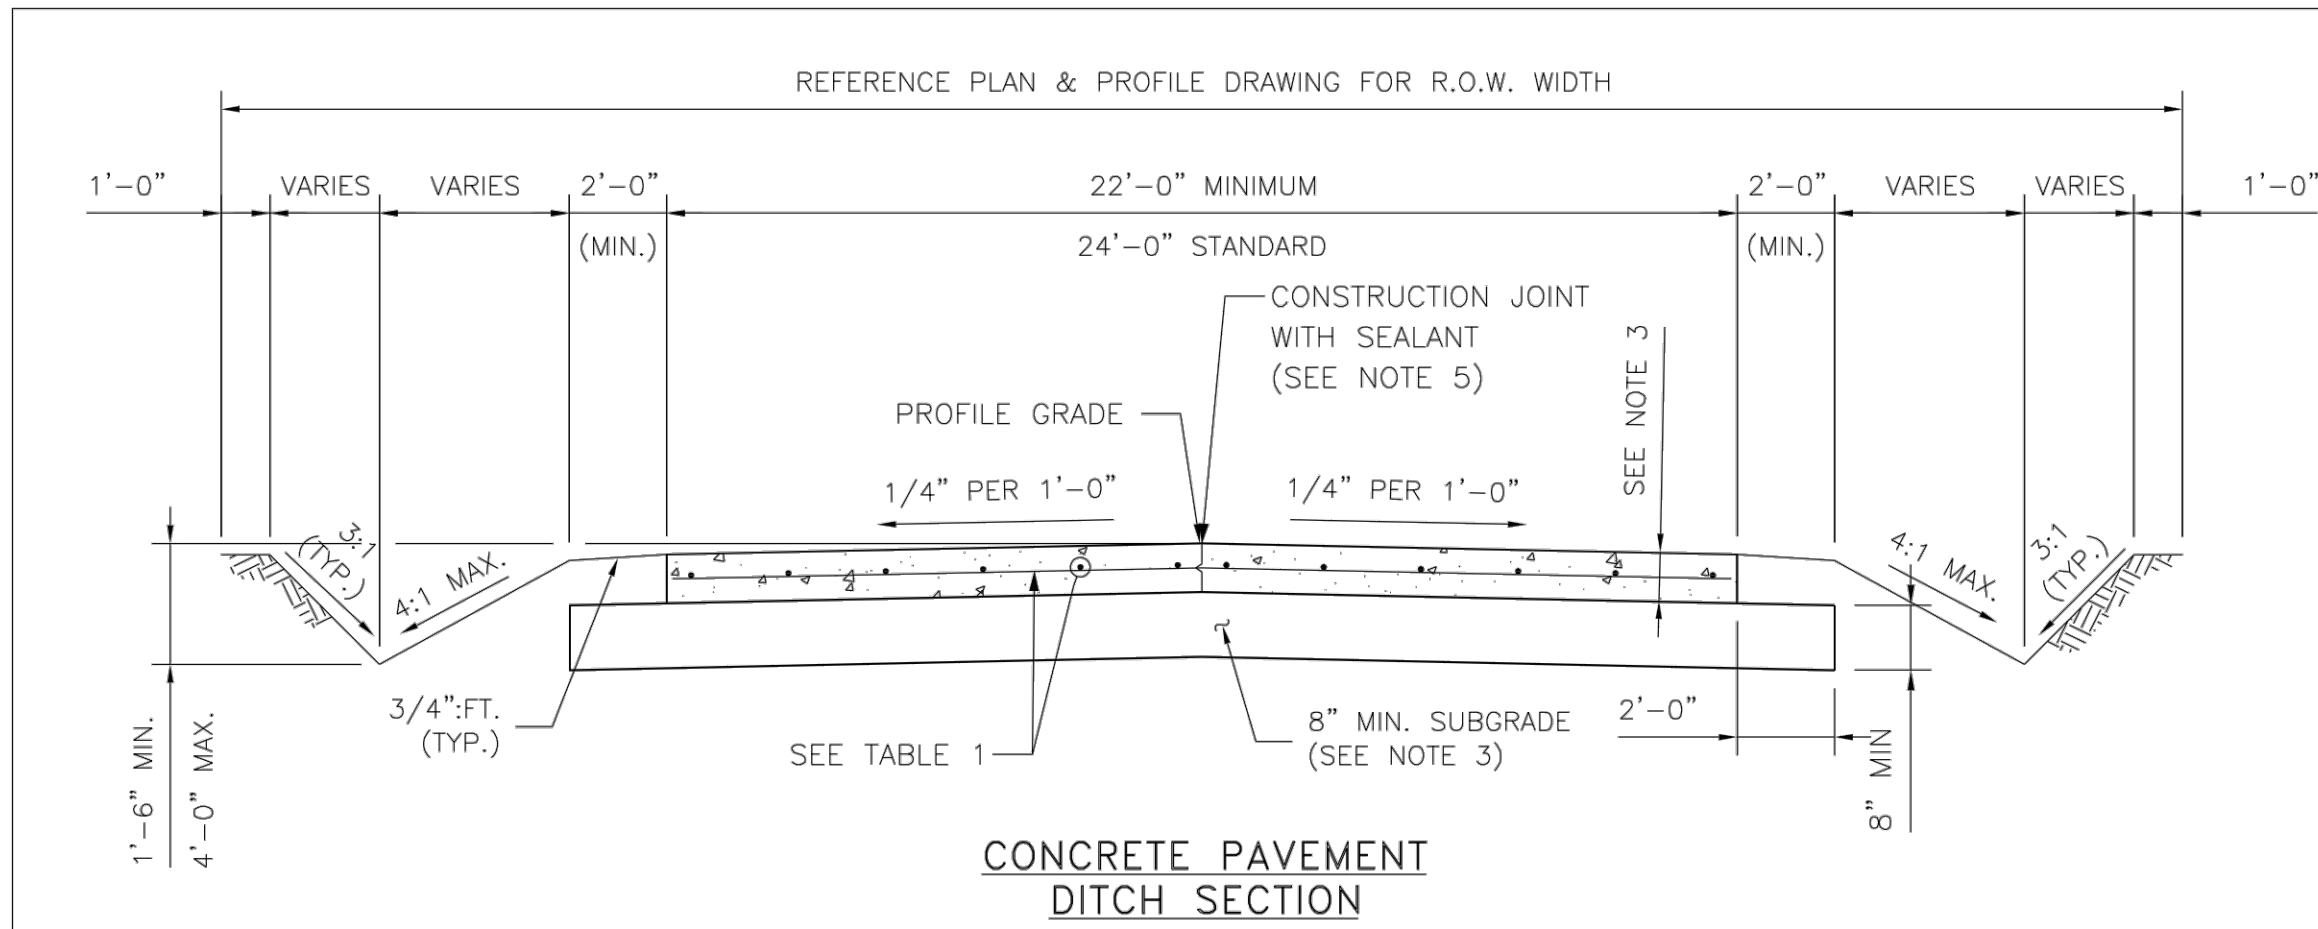 REFERENCE PLAN & PROFILE DRAWING FOR R.O.W. WIDTH
1'-0" VARIES VARIES 2'-0" 22'-0" MINIMUM 2'-0" VARIES VARIES 1'-0"
(MIN.) 24'-0" STANDARD (MIN.)
CONSTRUCTION JOINT
WITH SEALANT
(SEE NOTE 5)
SEE NOTE 3
PROFILE GRADE
1/4" PER 1'-0" 1/4" PER 1'-0"
3:1
(TYP.)
4:1 MAX.
4:1 MAX.
3:1
(TYP.)
3/4":FT.
(TYP.)
SEE TABLE 1
8" MIN. SUBGRADE
(SEE NOTE 3)
2'-0"
8" MIN
1'-6" MIN.
4'-0" MAX.
CONCRETE PAVEMENT
DITCH SECTION